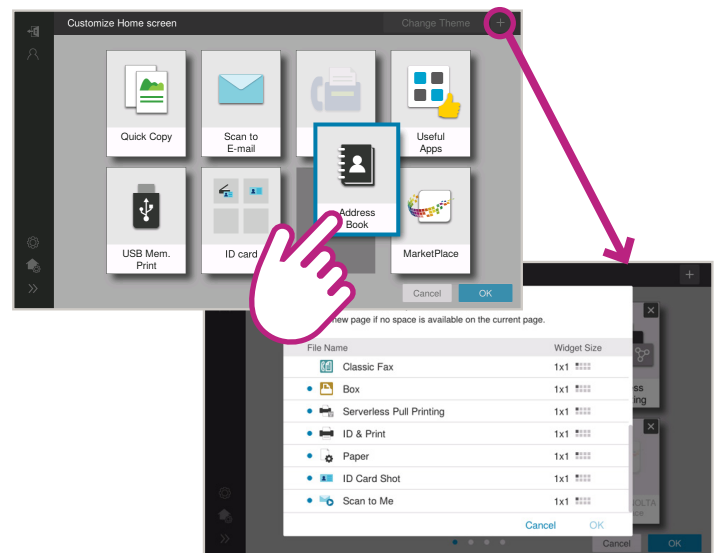 Customize Home screen
Change Theme
+
Quick Copy
Scan to
E-mail
Useful
Apps
Address
Book
USB Mem.
Print
ID card
MarketPlace
Cancel
OK
+
new page if no space is available on the current page.
File Name
Widget Size
Classic Fax
1x1
Box
1x1
Serverless Pull Printing
1x1
ID & Print
1x1
Paper
1x1
ID Card Shot
1x1
Scan to Me
1x1
Cancel
OK
Cancel
OK